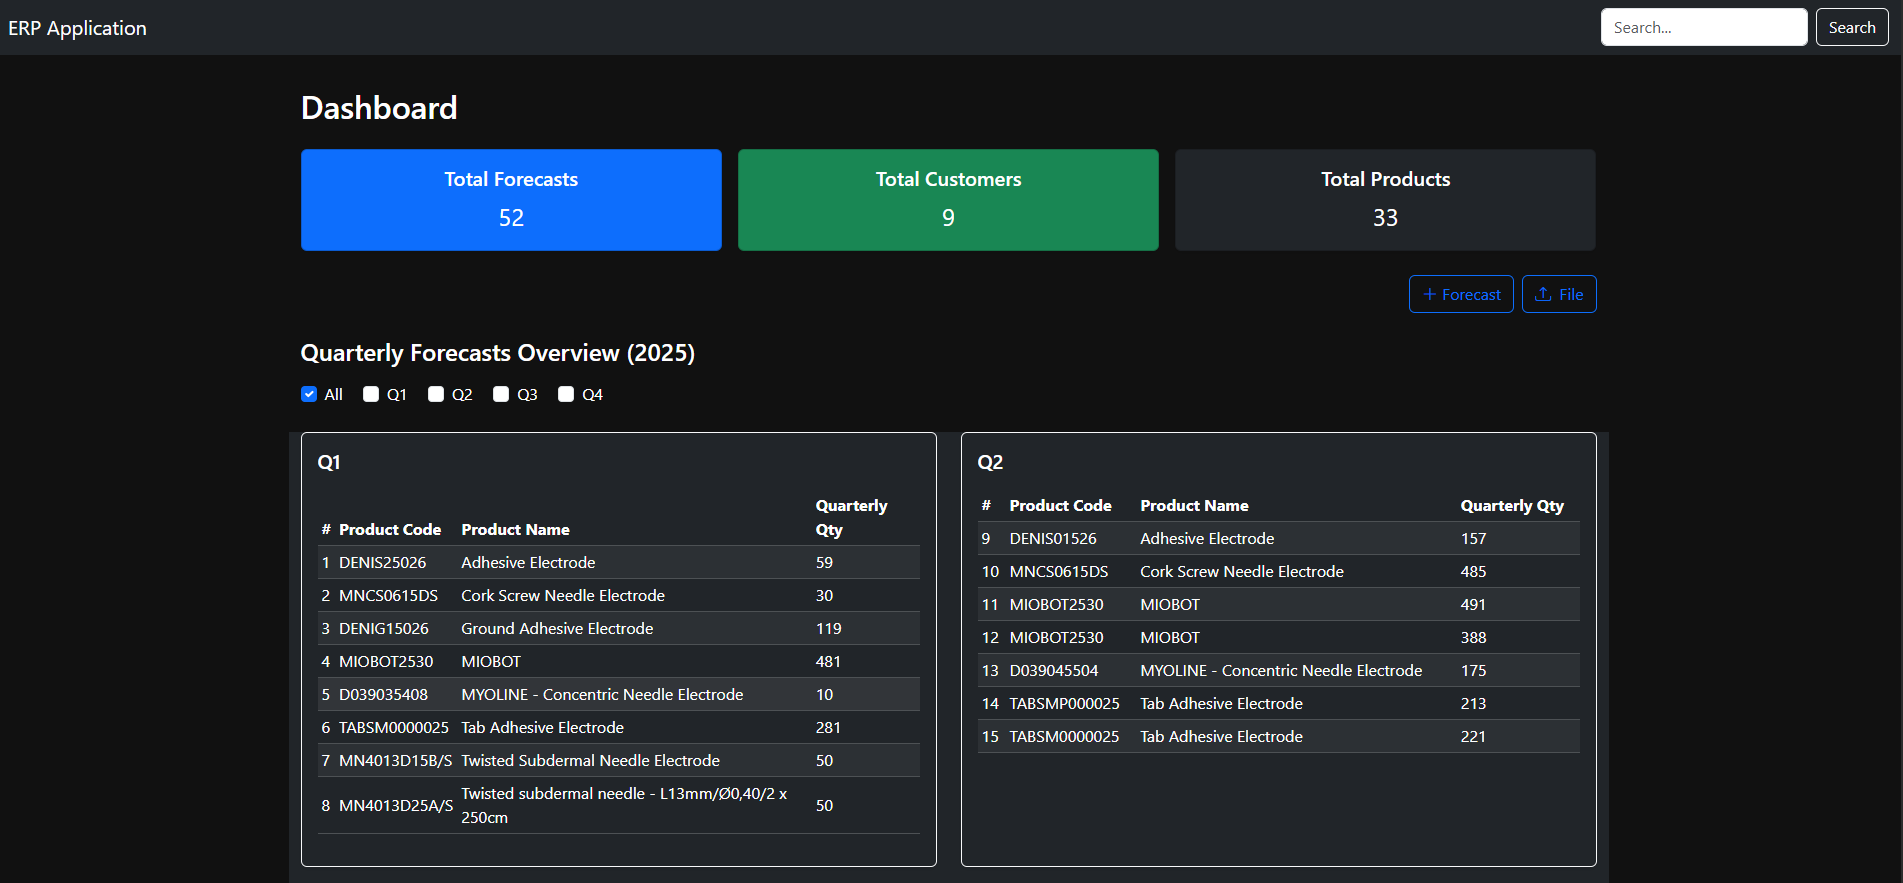 ERP Application
Search...
Search
Dashboard
Total Forecasts
52
Total Customers
9
Total Products
33
+ Forecast
File
Quarterly Forecasts Overview (2025)
All Q1 Q2 Q3 Q4
Q1
# Product Code Product Name Quarterly Qty
1 DENIS25026 Adhesive Electrode 59
2 MNCS0615DS Cork Screw Needle Electrode 30
3 DENIG15026 Ground Adhesive Electrode 119
4 MIOBOT2530 MIOBOT 481
5 D039035408 MYOLINE - Concentric Needle Electrode 10
6 TABSM0000025 Tab Adhesive Electrode 281
7 MN4013D15B/S Twisted Subdermal Needle Electrode 50
8 MN4013D25A/S Twisted subdermal needle - L13mm/Ø0,40/2 x 250cm 50
Q2
# Product Code Product Name Quarterly Qty
9 DENIS01526 Adhesive Electrode 157
10 MNCS0615DS Cork Screw Needle Electrode 485
11 MIOBOT2530 MIOBOT 491
12 MIOBOT2530 MIOBOT 388
13 D039045504 MYOLINE - Concentric Needle Electrode 175
14 TABSMP000025 Tab Adhesive Electrode 213
15 TABSM0000025 Tab Adhesive Electrode 221